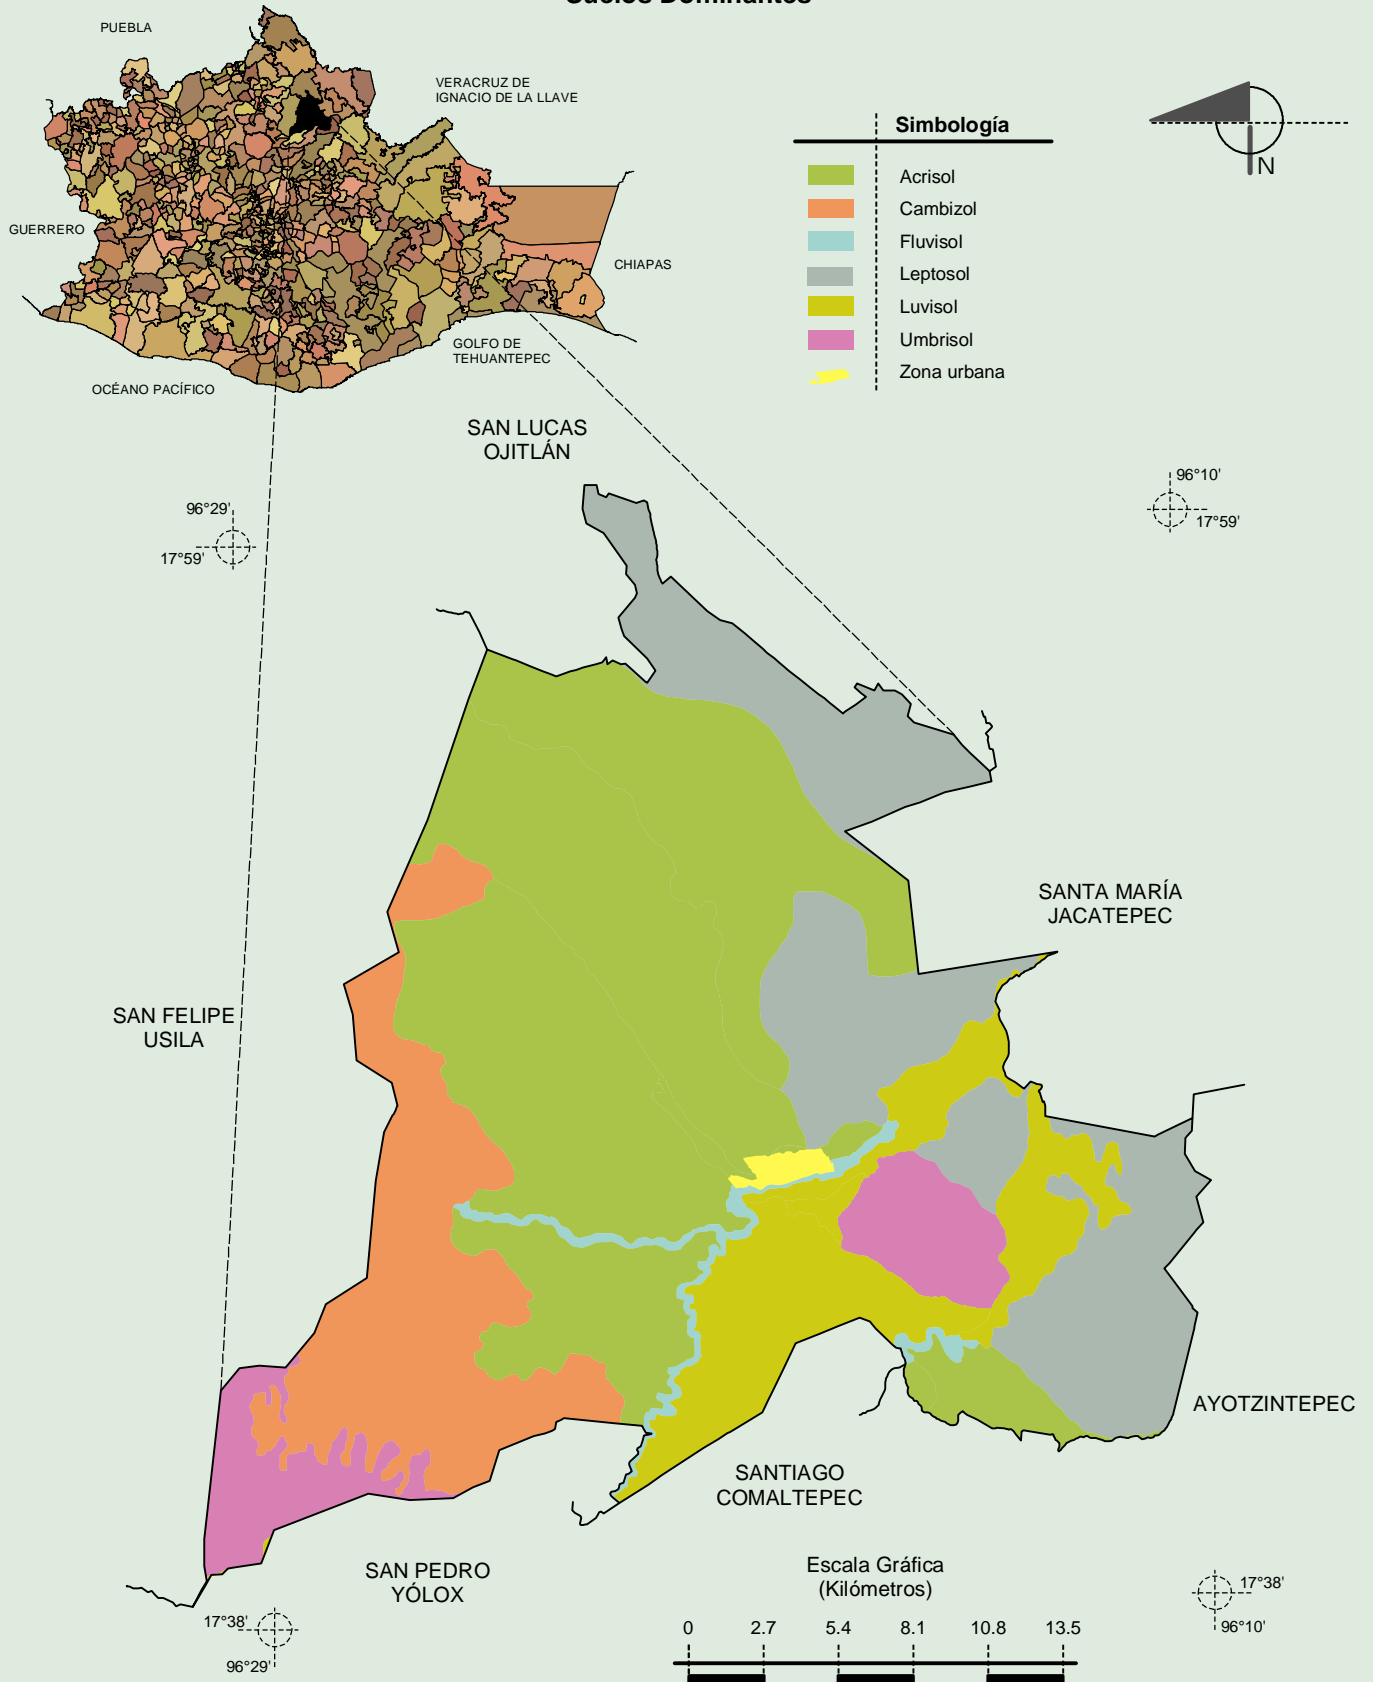 Suelos Dominantes
PUEBLA
VERACRUZ DE
IGNACIO DE LA LLAVE
GUERRERO
CHIAPAS
GOLFO DE
TEHUANTEPEC
OCÉANO PACÍFICO
Simbología
Acrisol
Cambizol
Fluvisol
Leptosol
Luvisol
Umbrisol
Zona urbana
N
SAN LUCAS
OJITLÁN
96°29'
17°59'
96°10'
17°59'
SANTA MARÍA
JACATEPEC
SAN FELIPE
USILA
AYOTZINTEPEC
SANTIAGO
COMALTEPEC
SAN PEDRO
YÓLOX
17°38'
96°29'
Escala Gráfica
(Kilómetros)
0 2.7 5.4 8.1 10.8 13.5
17°38'
96°10'